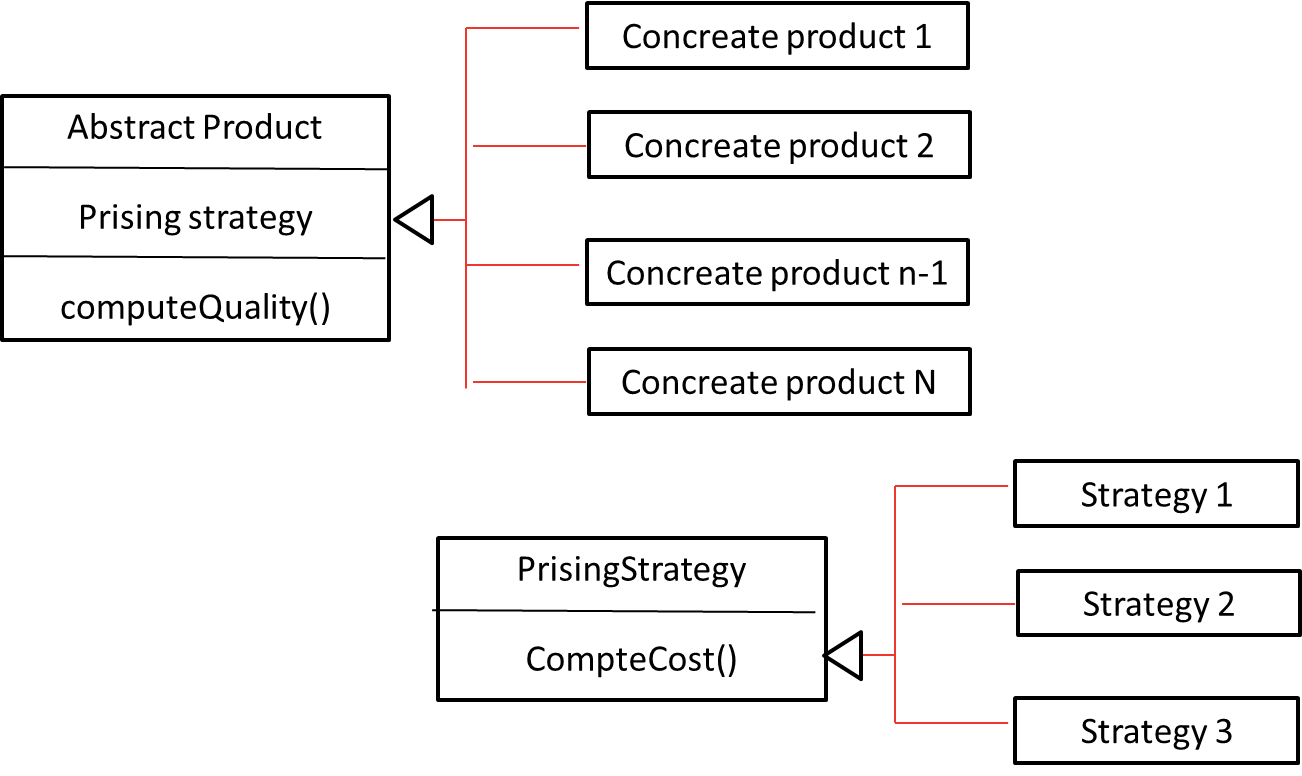 Abstract Product
Prising strategy
computeQuality()
Concreate product 1
Concreate product 2
Concreate product n-1
Concreate product N
PrisingStrategy
CompteCost()
Strategy 1
Strategy 2
Strategy 3